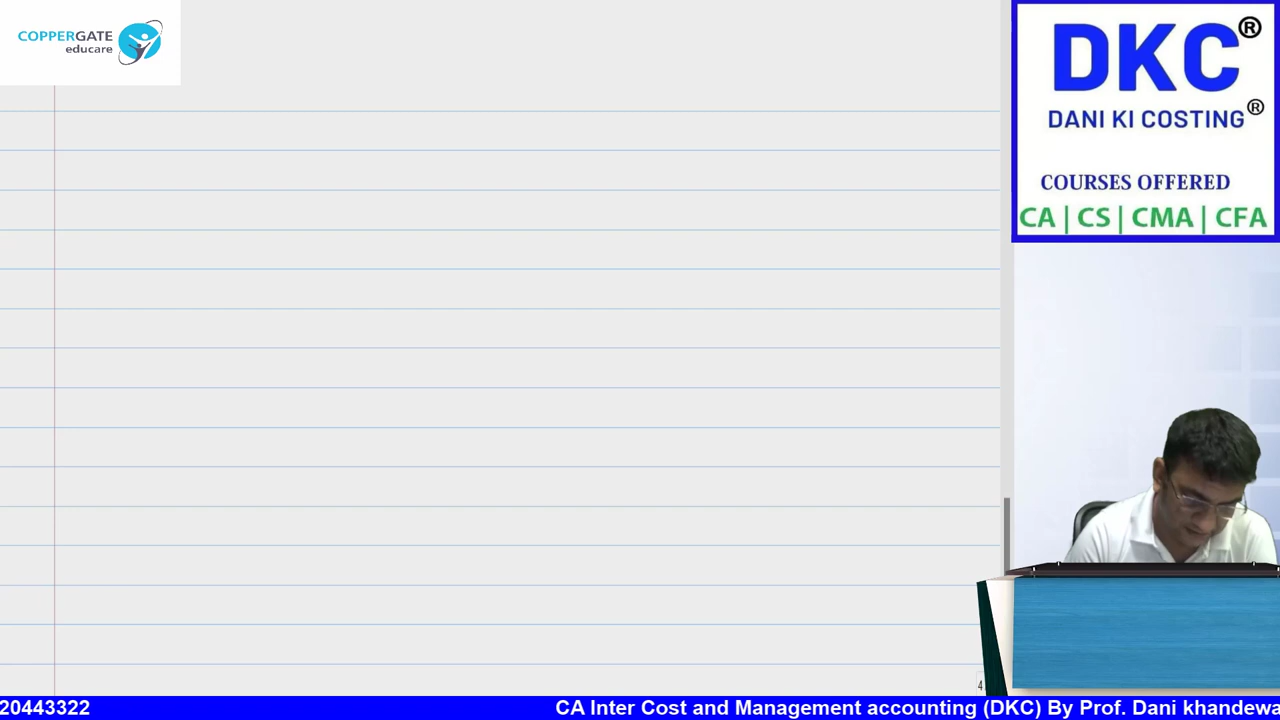 COPPERGATE
educare
DKC®
DANI KI COSTING®
COURSES OFFERED
CA | CS | CMA | CFA
4
20443322 CA Inter Cost and Management accounting (DKC) By Prof. Dani khandewa